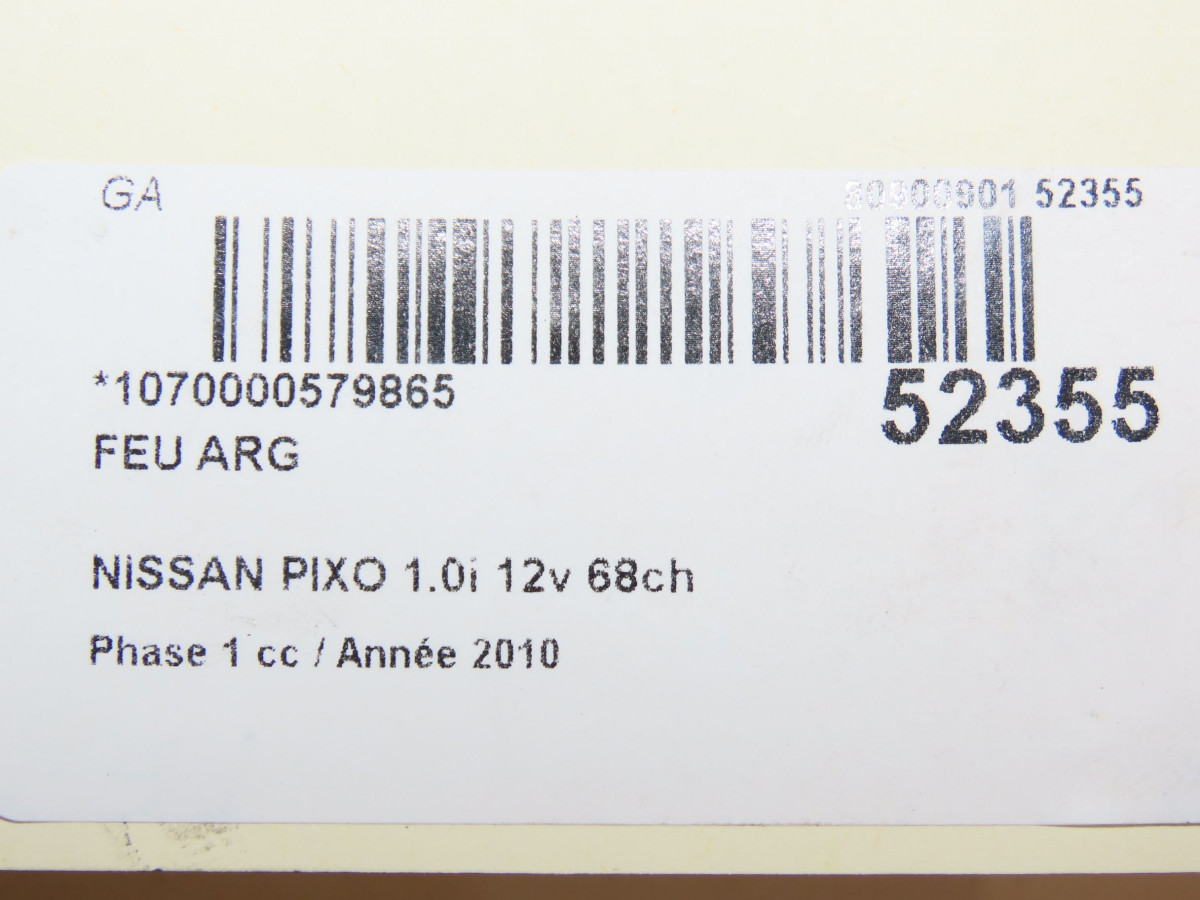 GA
52355
*1070000579865
52355
FEU ARG
NISSAN PIXO 1.0i 12v 68ch
Phase 1 cc / Année 2010